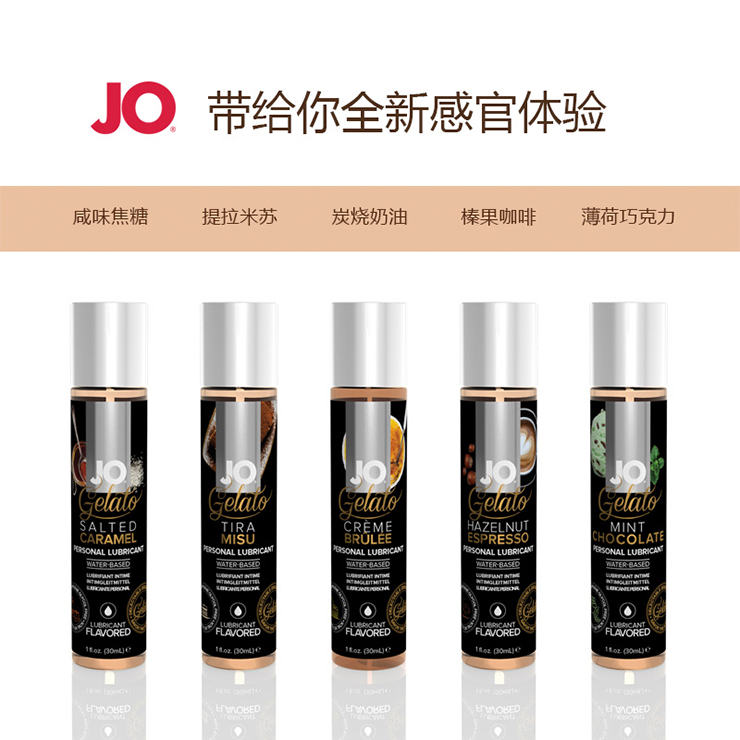 JO® 带给你全新感官体验
咸味焦糖 提拉米苏 炭烧奶油 榛果咖啡 薄荷巧克力
JO
Gelato
SALTED
CARAMEL
PERSONAL LUBRICANT
WATER-BASED
LUBRIFIANT INTIME
INTIMGLEITMITTEL
LUBRICANTE PERSONAL
LUBRICANT
FLAVORED
1 fl.oz. (30mL)
JO
Gelato
TIRA
MISU
PERSONAL LUBRICANT
WATER-BASED
LUBRIFIANT INTIME
INTIMGLEITMITTEL
LUBRICANTE PERSONAL
LUBRICANT
FLAVORED
1 fl.oz. (30mL)
JO
Gelato
CRÈME
BRÛLÉE
PERSONAL LUBRICANT
WATER-BASED
LUBRIFIANT INTIME
INTIMGLEITMITTEL
LUBRICANTE PERSONAL
LUBRICANT
FLAVORED
1 fl.oz. (30mL)
JO
Gelato
HAZELNUT
ESPRESSO
PERSONAL LUBRICANT
WATER-BASED
LUBRIFIANT INTIME
INTIMGLEITMITTEL
LUBRICANTE PERSONAL
LUBRICANT
FLAVORED
1 fl.oz. (30mL)
JO
Gelato
MINT
CHOCOLATE
PERSONAL LUBRICANT
WATER-BASED
LUBRIFIANT INTIME
INTIMGLEITMITTEL
LUBRICANTE PERSONAL
LUBRICANT
FLAVORED
1 fl.oz. (30mL)